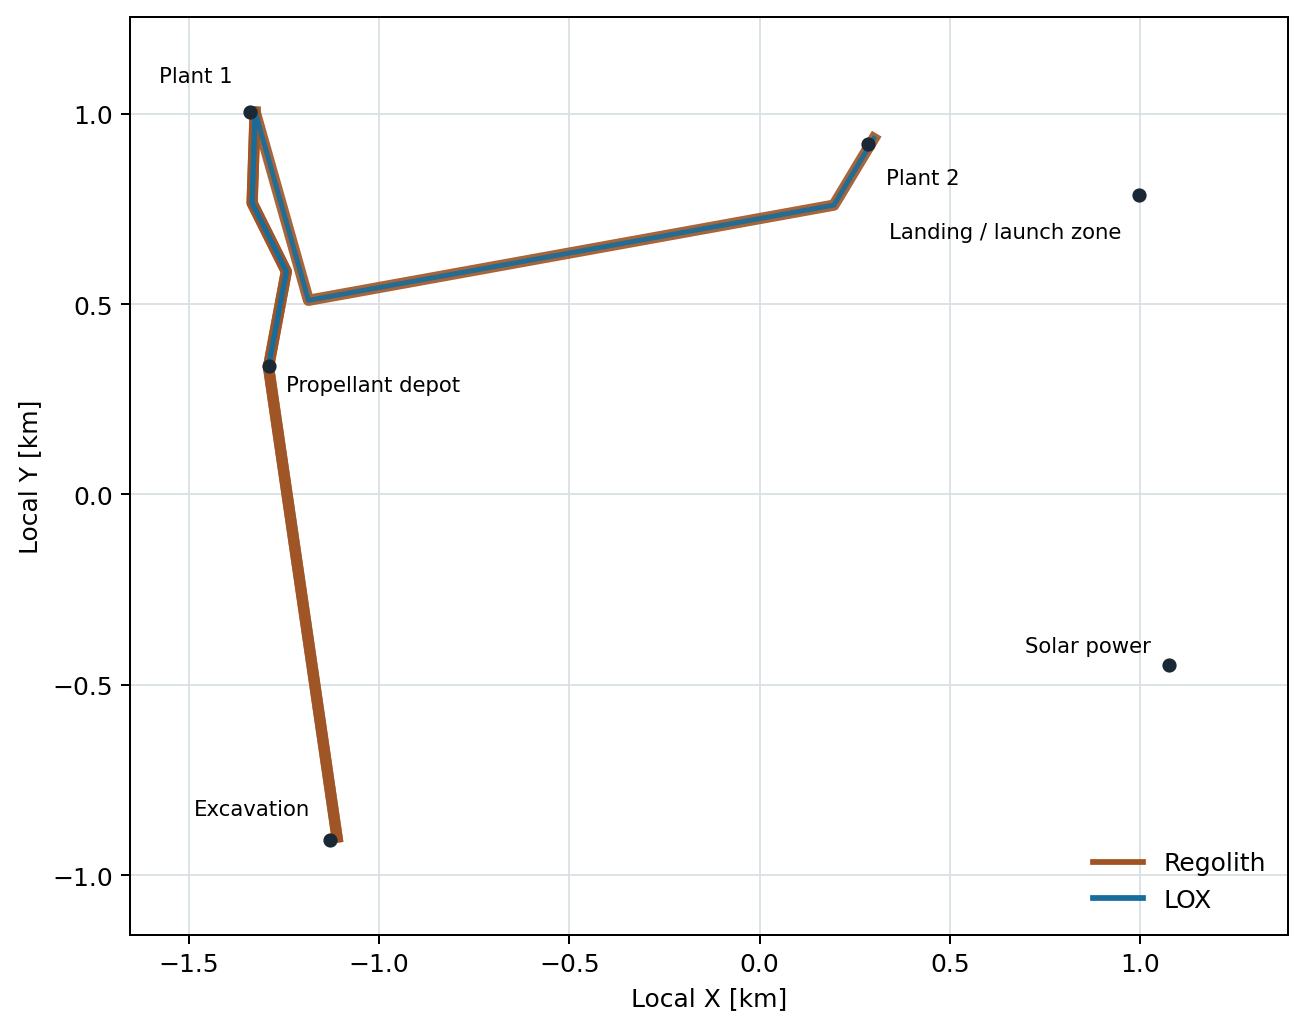 Plant 1
Plant 2
Landing / launch zone
Propellant depot
Solar power
Excavation
Regolith
LOX
1.0
0.5
0.0
−0.5
−1.0
Local Y [km]
−1.5
−1.0
−0.5
0.0
0.5
1.0
Local X [km]